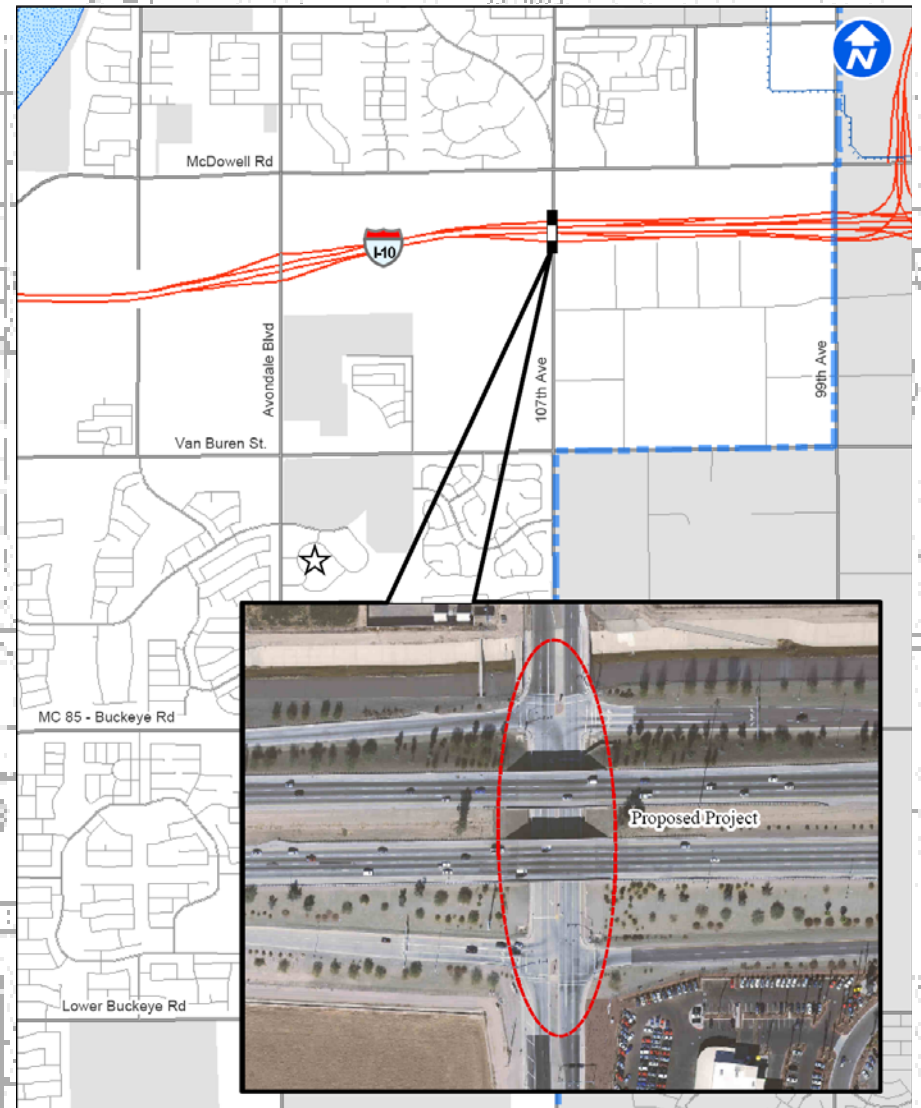 N
McDowell Rd
I-10
Avondale Blvd
107th Ave
99th Ave
Van Buren St.
MC 85 - Buckeye Rd
Proposed Project
Lower Buckeye Rd